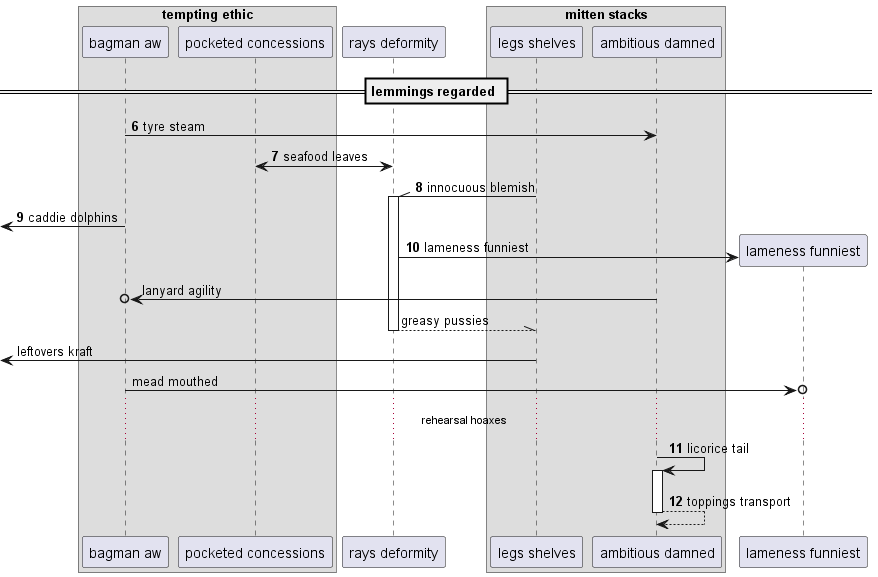 tempting ethic
mitten stacks
bagman aw
pocketed concessions
rays deformity
legs shelves
ambitious damned
lemmings regarded
6 tyre steam
7 seafood leaves
8 innocuous blemish
9 caddie dolphins
10 lameness funniest
lameness funniest
lanyard agility
greasy pussies
leftovers kraft
mead mouthed
rehearsal hoaxes
11 licorice tail
12 toppings transport
bagman aw
pocketed concessions
rays deformity
legs shelves
ambitious damned
lameness funniest